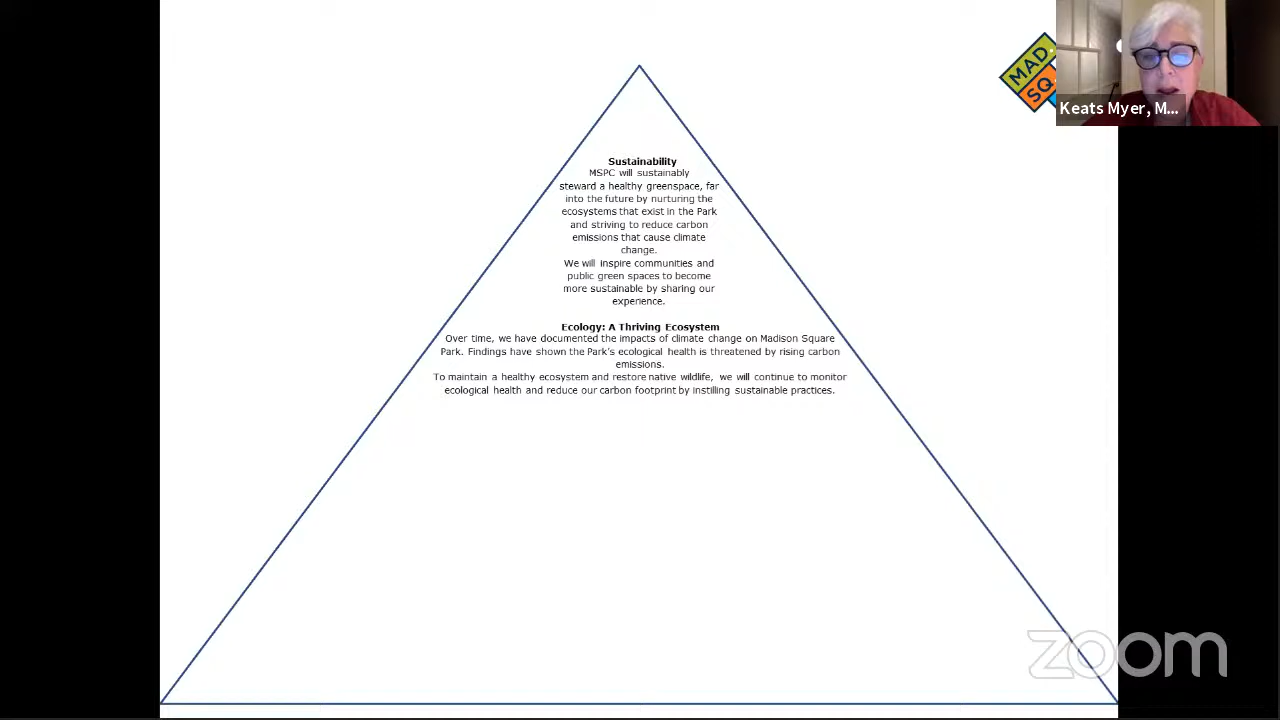 MAD.
SQ.
Keats Myer, M...
Sustainability
MSPC will sustainably
steward a healthy greenspace, far
into the future by nurturing the
ecosystems that exist in the Park
and striving to reduce carbon
emissions that cause climate
change.
We will inspire communities and
public green spaces to become
more sustainable by sharing our
experience.
Ecology: A Thriving Ecosystem
Over time, we have documented the impacts of climate change on Madison Square
Park. Findings have shown the Park's ecological health is threatened by rising carbon
emissions.
To maintain a healthy ecosystem and restore native wildlife, we will continue to monitor
ecological health and reduce our carbon footprint by instilling sustainable practices.
zoom